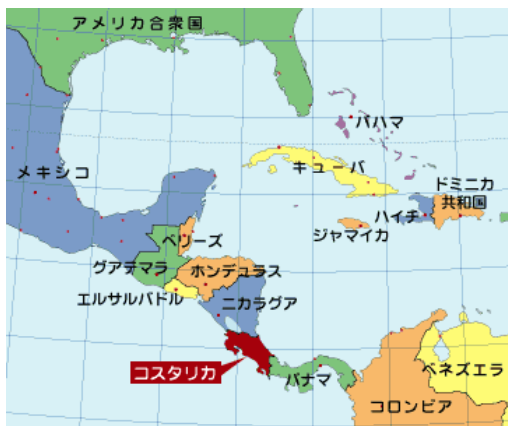 アメリカ合衆国
バハマ
キューバ
メキシコ
ドミニカ
共和国
ハイチ
ジャマイカ
ベリーズ
グアテマラ
ホンデュラス
エルサルバドル
ニカラグア
コスタリカ
パナマ
ベネズエラ
コロンビア